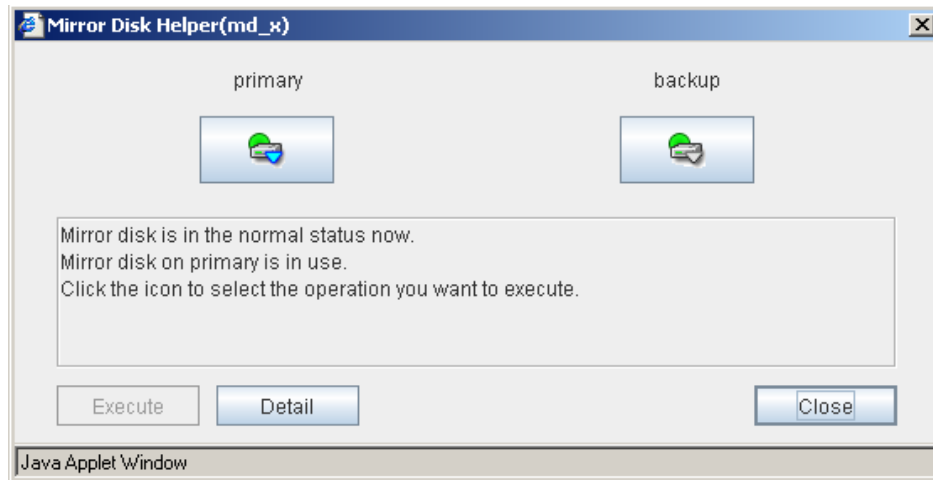 Mirror Disk Helper(md_x)
primary
backup
Mirror disk is in the normal status now.
Mirror disk on primary is in use.
Click the icon to select the operation you want to execute.
Execute
Detail
Close
Java Applet Window